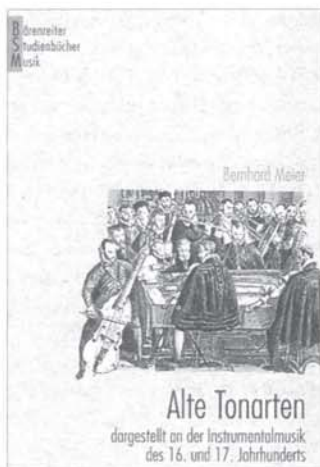 Bärenreiter
Studienbücher
Musik
Bernhard Meier
Alte Tonarten
dargestellt an der Instrumentalmusik
des 16. und 17. Jahrhunderts